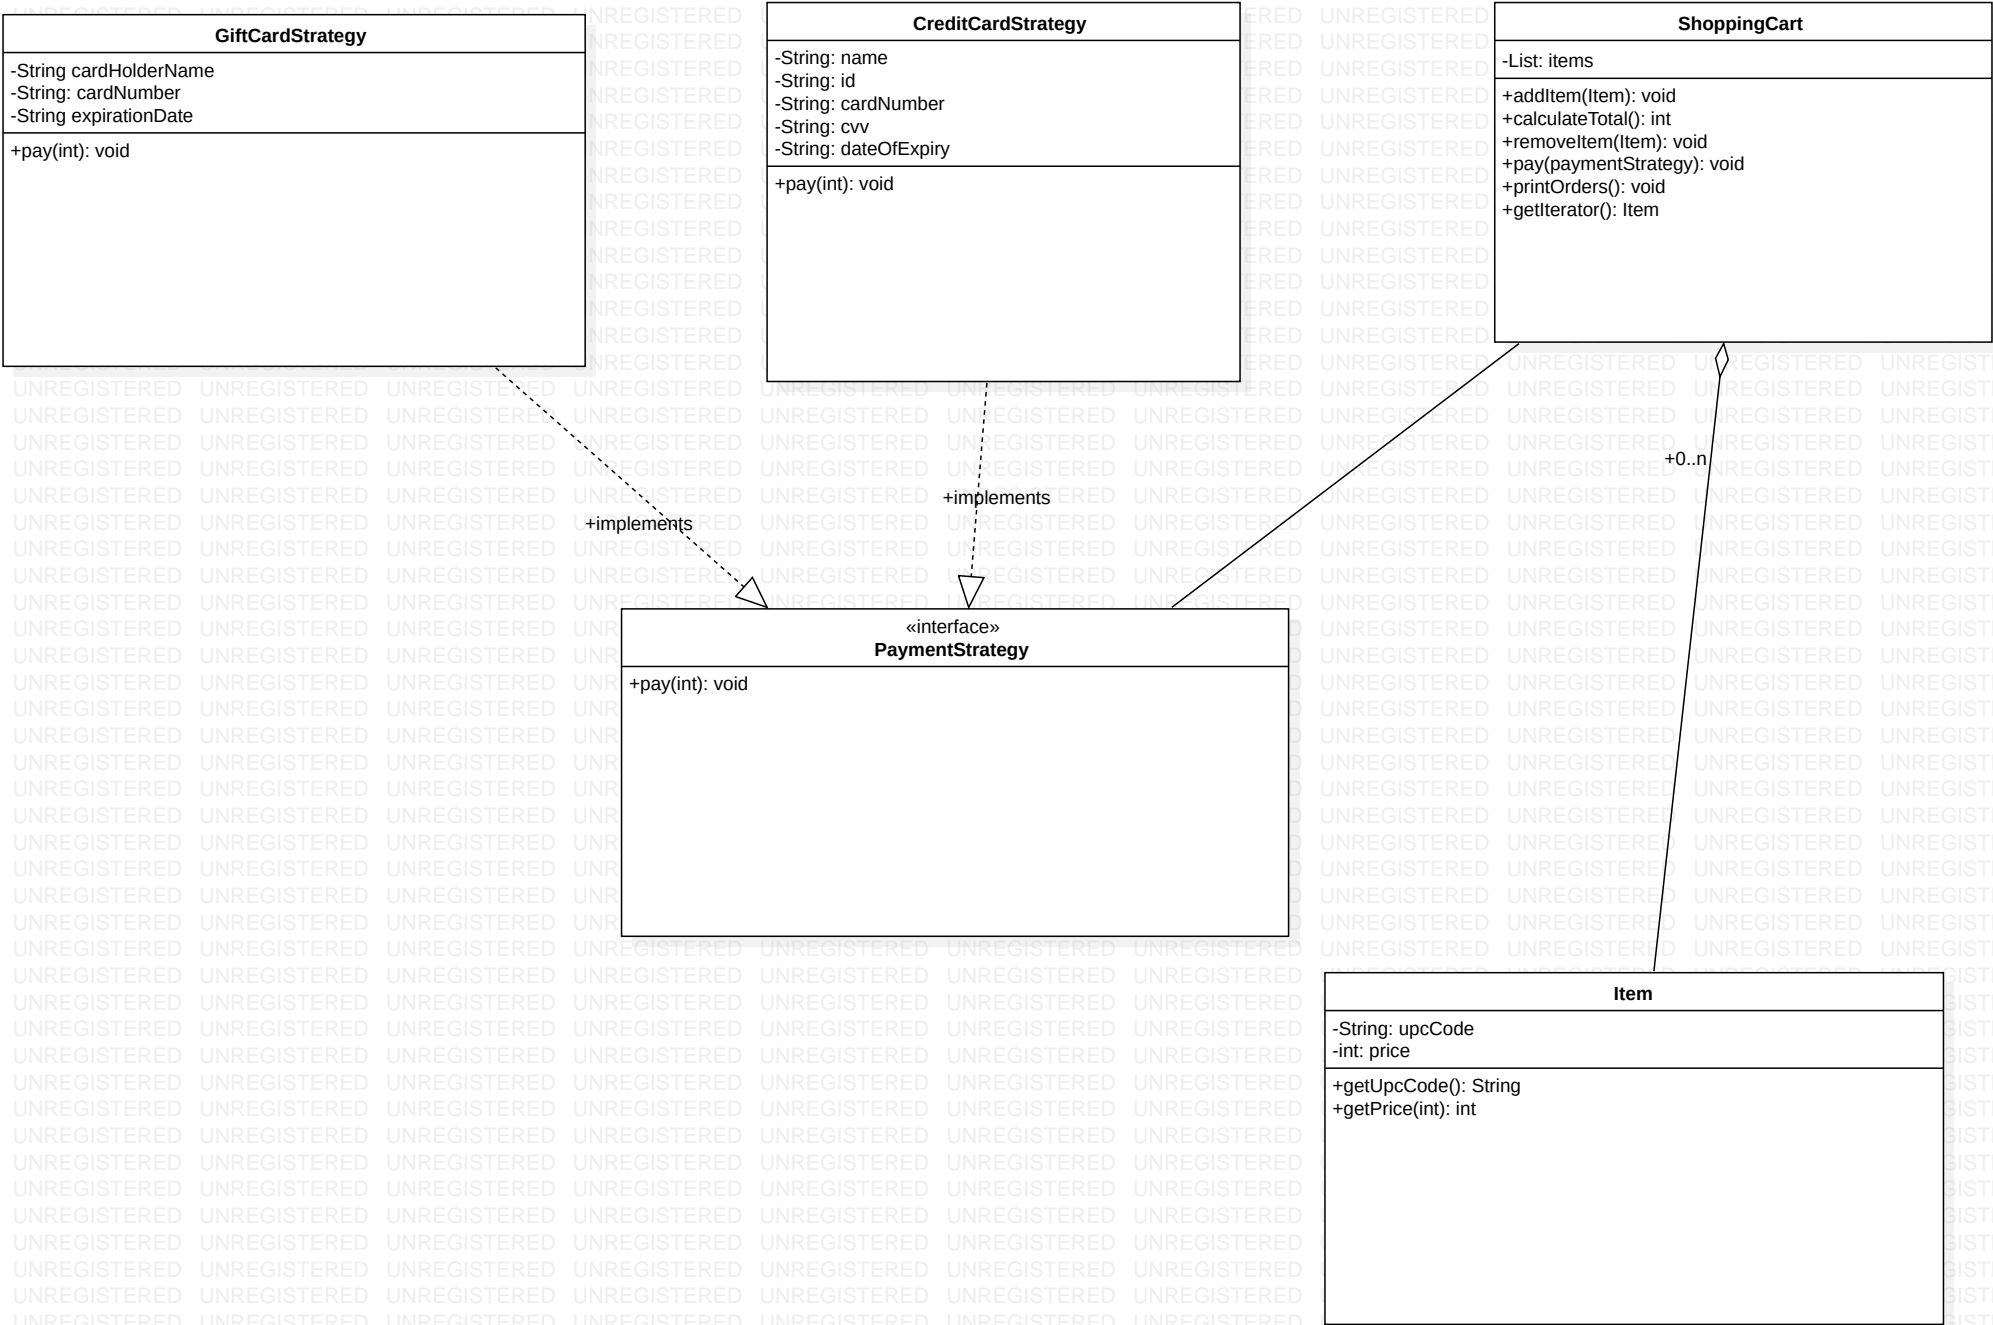 GiftCardStrategy
-String cardHolderName
-String: cardNumber
-String expirationDate
+pay(int): void
CreditCardStrategy
-String: name
-String: id
-String: cardNumber
-String: cvv
-String: dateOfExpiry
+pay(int): void
ShoppingCart
-List: items
+addItem(Item): void
+calculateTotal(): int
+removeItem(Item): void
+pay(paymentStrategy): void
+printOrders(): void
+getIterator(): Item
+0..n
+implements
+implements
«interface»
PaymentStrategy
+pay(int): void
Item
-String: upcCode
-int: price
+getUpcCode(): String
+getPrice(int): int
UNREGISTERED